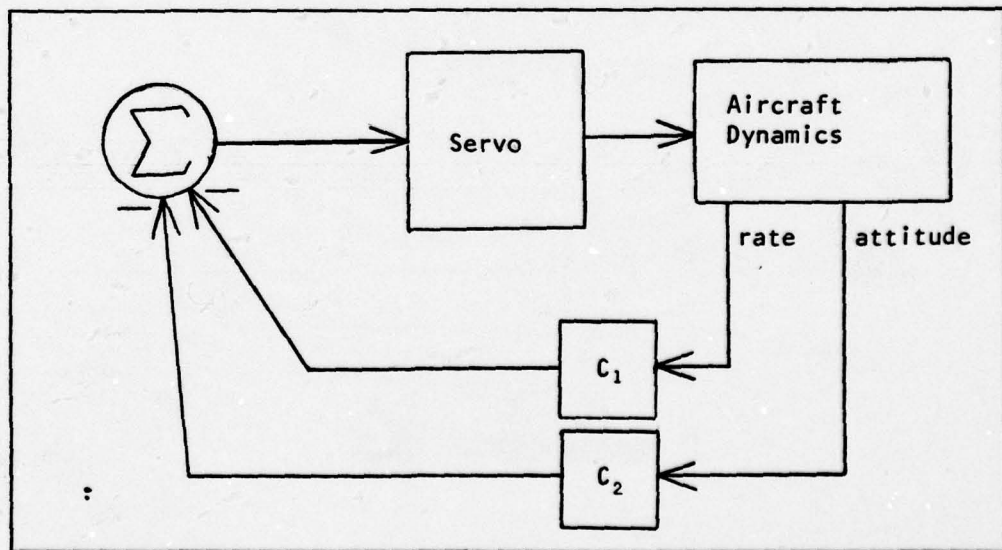 Σ
Servo
Aircraft
Dynamics
—
—
rate
attitude
C₁
C₂